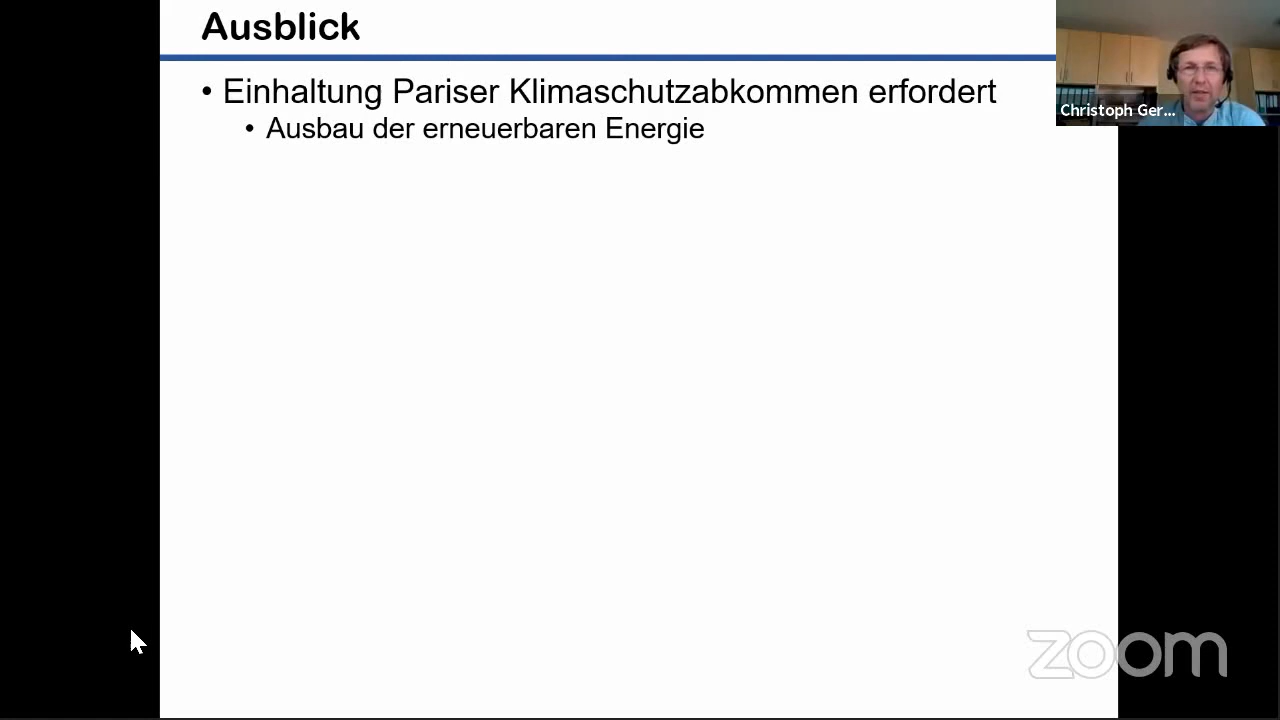 Ausblick
• Einhaltung Pariser Klimaschutzabkommen erfordert
• Ausbau der erneuerbaren Energie
Christoph Ger...
zoom